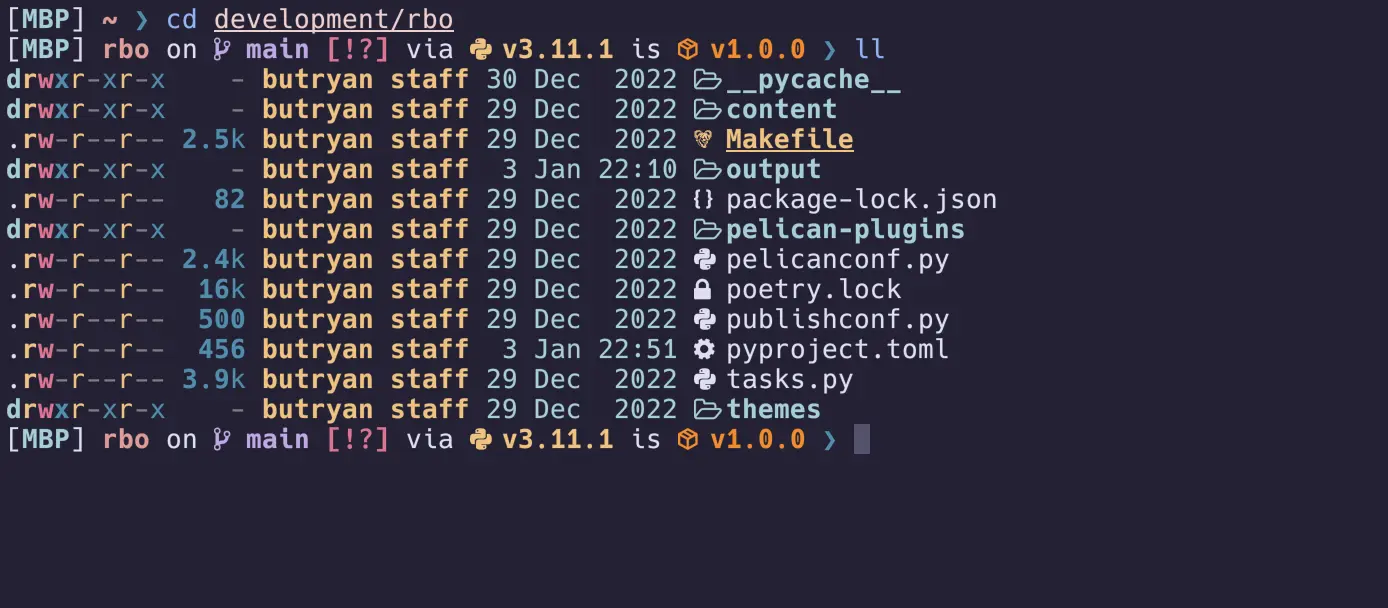 [MBP] ~ ❯ cd development/rbo
[MBP] rbo on main [!?] via v3.11.1 is v1.0.0 ❯ ll
drwxr-xr-x - butryan staff 30 Dec 2022 __pycache__
drwxr-xr-x - butryan staff 29 Dec 2022 content
.rw-r--r-- 2.5k butryan staff 29 Dec 2022 Makefile
drwxr-xr-x - butryan staff 3 Jan 22:10 output
.rw-r--r-- 82 butryan staff 29 Dec 2022 {} package-lock.json
drwxr-xr-x - butryan staff 29 Dec 2022 pelican-plugins
.rw-r--r-- 2.4k butryan staff 29 Dec 2022 pelicanconf.py
.rw-r--r-- 16k butryan staff 29 Dec 2022 poetry.lock
.rw-r--r-- 500 butryan staff 29 Dec 2022 publishconf.py
.rw-r--r-- 456 butryan staff 3 Jan 22:51 pyproject.toml
.rw-r--r-- 3.9k butryan staff 29 Dec 2022 tasks.py
drwxr-xr-x - butryan staff 29 Dec 2022 themes
[MBP] rbo on main [!?] via v3.11.1 is v1.0.0 ❯